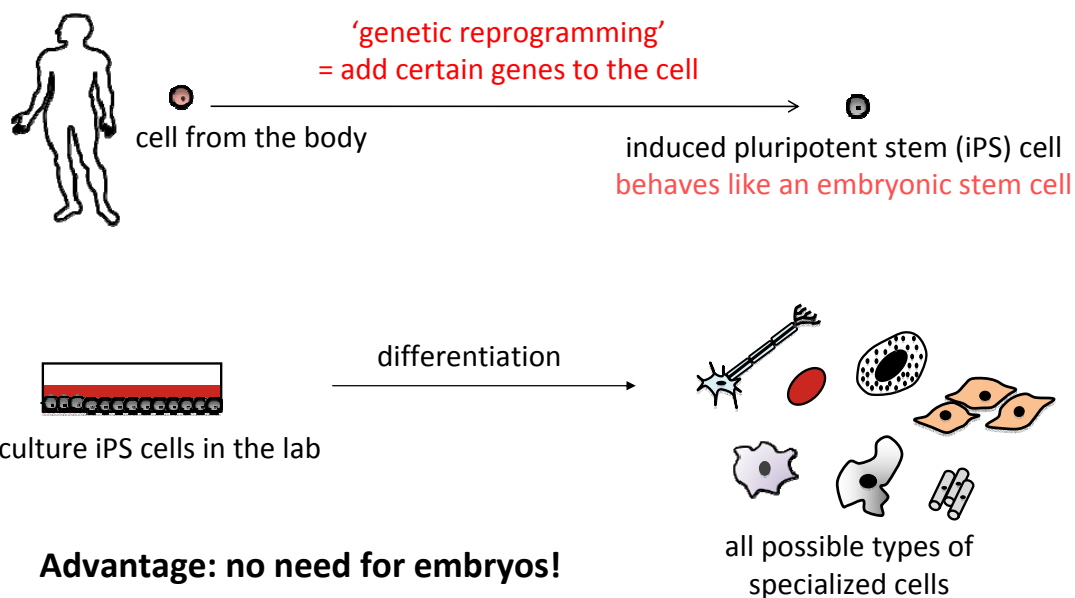 ‘genetic reprogramming’
= add certain genes to the cell
cell from the body
induced pluripotent stem (iPS) cell
behaves like an embryonic stem cell
differentiation
culture iPS cells in the lab
all possible types of
specialized cells
Advantage: no need for embryos!